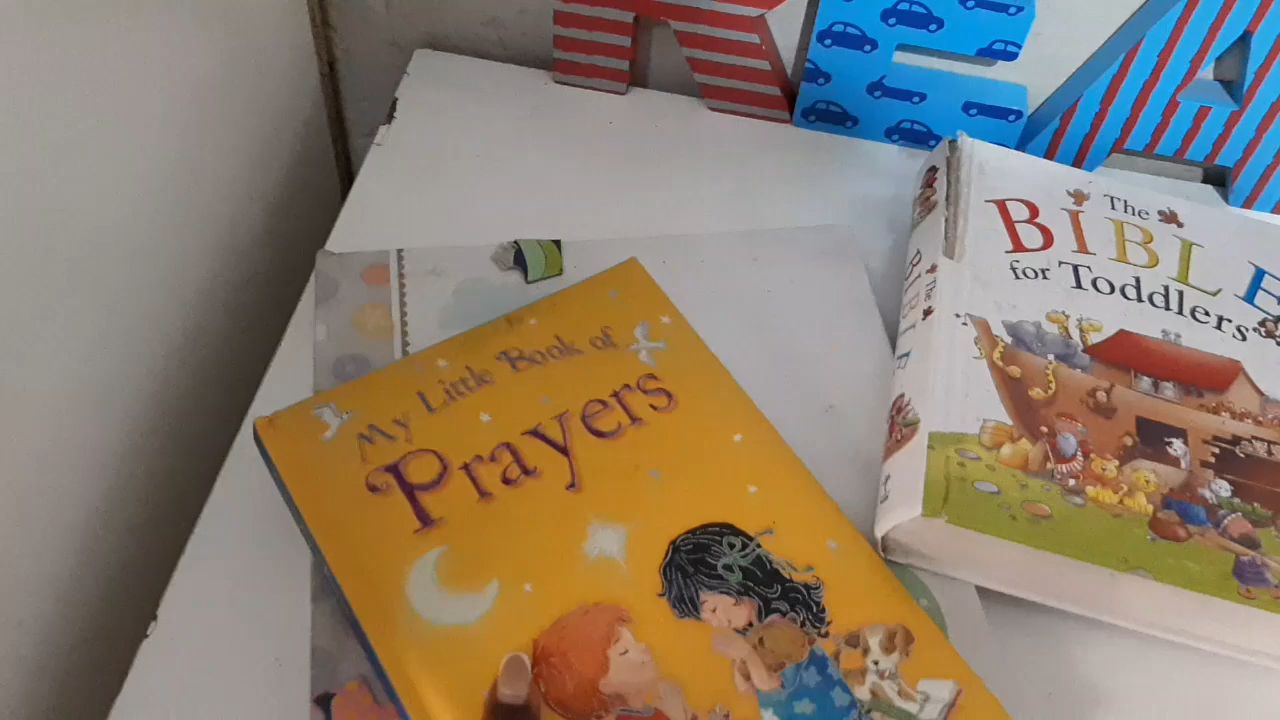 The
BIBLE
for Toddlers
The BIBLE
My Little Book of
Prayers